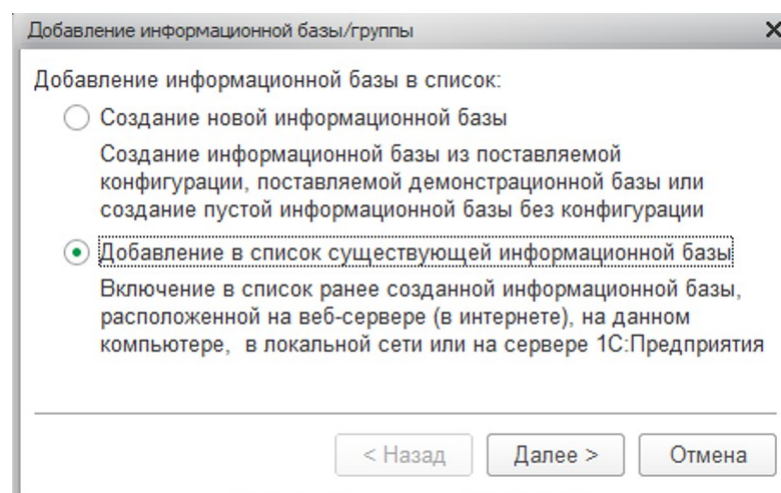 Добавление информационной базы/группы
Добавление информационной базы в список:
Создание новой информационной базы
Создание информационной базы из поставляемой
конфигурации, поставляемой демонстрационной базы или
создание пустой информационной базы без конфигурации
Добавление в список существующей информационной базы
Включение в список ранее созданной информационной базы,
расположенной на веб-сервере (в интернете), на данном
компьютере, в локальной сети или на сервере 1С:Предприятия
< Назад Далее > Отмена